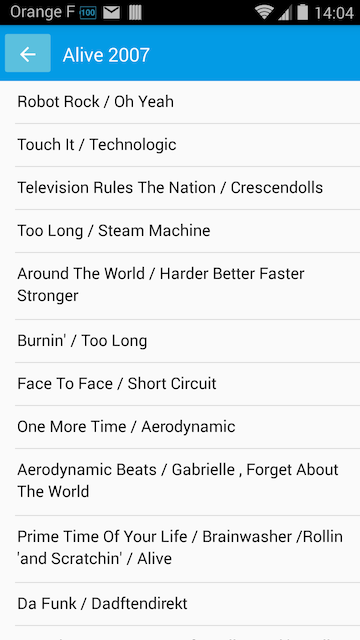 Orange F 100 14:04
Alive 2007
Robot Rock / Oh Yeah
Touch It / Technologic
Television Rules The Nation / Crescendolls
Too Long / Steam Machine
Around The World / Harder Better Faster
Stronger
Burnin' / Too Long
Face To Face / Short Circuit
One More Time / Aerodynamic
Aerodynamic Beats / Gabrielle , Forget About
The World
Prime Time Of Your Life / Brainwasher /Rollin
'and Scratchin' / Alive
Da Funk / Dadftendirekt